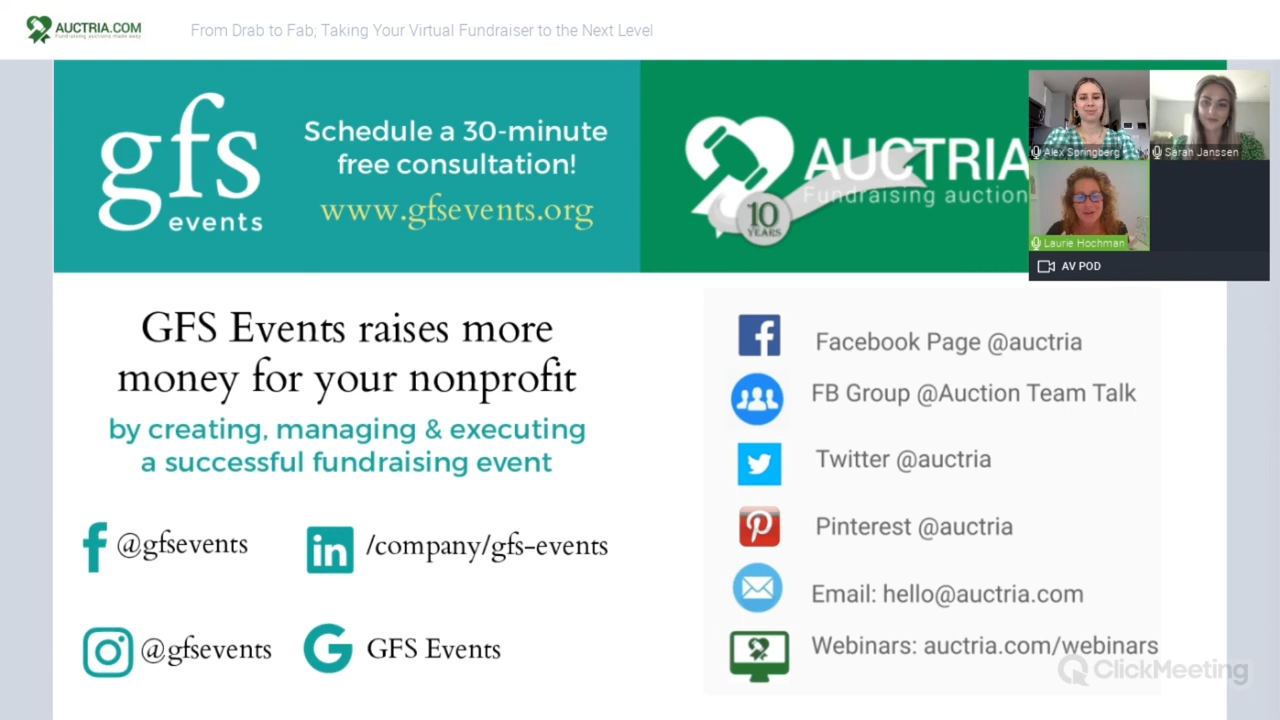 AUCTRIA.COM
Fundraising auctions made easy
From Drab to Fab, Taking Your Virtual Fundraiser to the Next Level
gfs
events
Schedule a 30-minute
free consultation!
www.gfsevents.org
AUCTRIA
Fundraising auction
10
YEARS
Alex Springberg
Sarah Janssen
Laurie Hochman
AV POD
GFS Events raises more
money for your nonprofit
by creating, managing & executing
a successful fundraising event
@gfsevents
/company/gfs-events
@gfsevents
GFS Events
Facebook Page @auctria
FB Group @Auction Team Talk
Twitter @auctria
Pinterest @auctria
Email: hello@auctria.com
Webinars: auctria.com/webinars
ClickMeeting